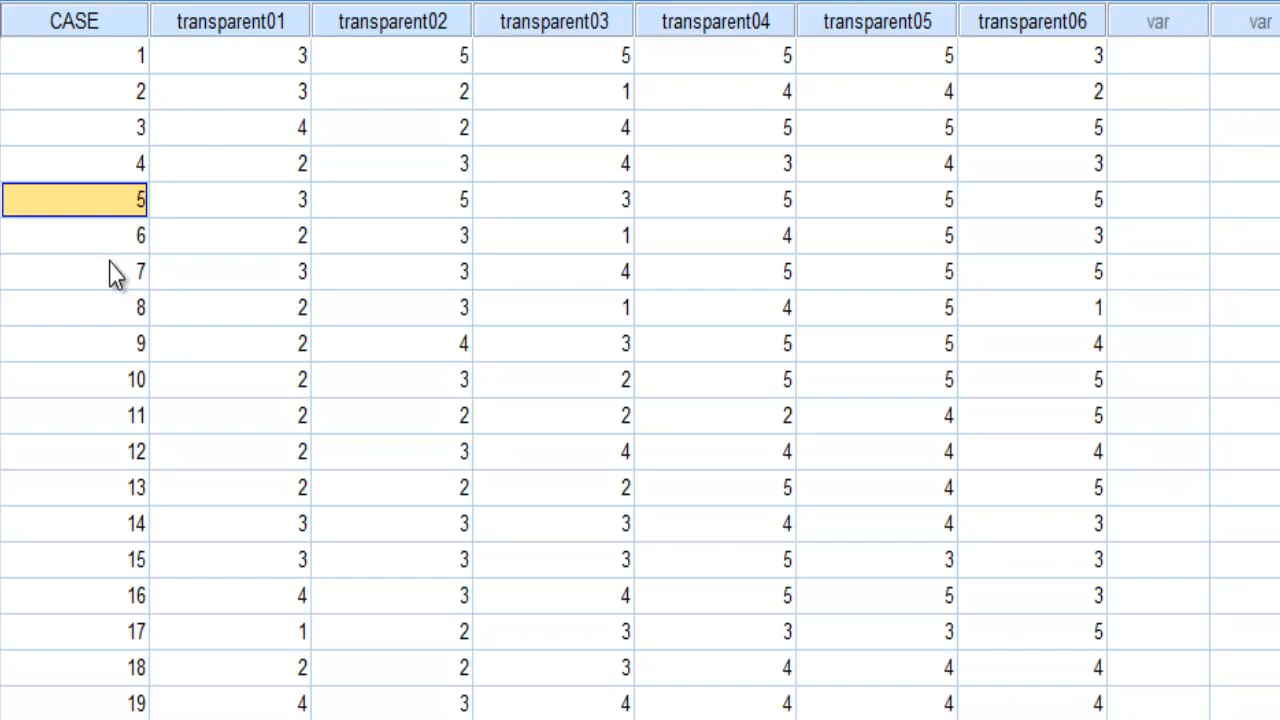 CASE transparent01 transparent02 transparent03 transparent04 transparent05 transparent06 var var
1 3 5 5 5 5 3
2 3 2 1 4 4 2
3 4 2 4 5 5 5
4 2 3 4 3 4 3
5 3 5 3 5 5 5
6 2 3 1 4 5 3
7 3 3 4 5 5 5
8 2 3 1 4 5 1
9 2 4 3 5 5 4
10 2 3 2 5 5 5
11 2 2 2 2 4 5
12 2 3 4 4 4 4
13 2 2 2 5 4 5
14 3 3 3 4 4 3
15 3 3 3 5 3 3
16 4 3 4 5 5 3
17 1 2 3 3 3 5
18 2 2 3 4 4 4
19 4 3 4 4 4 4